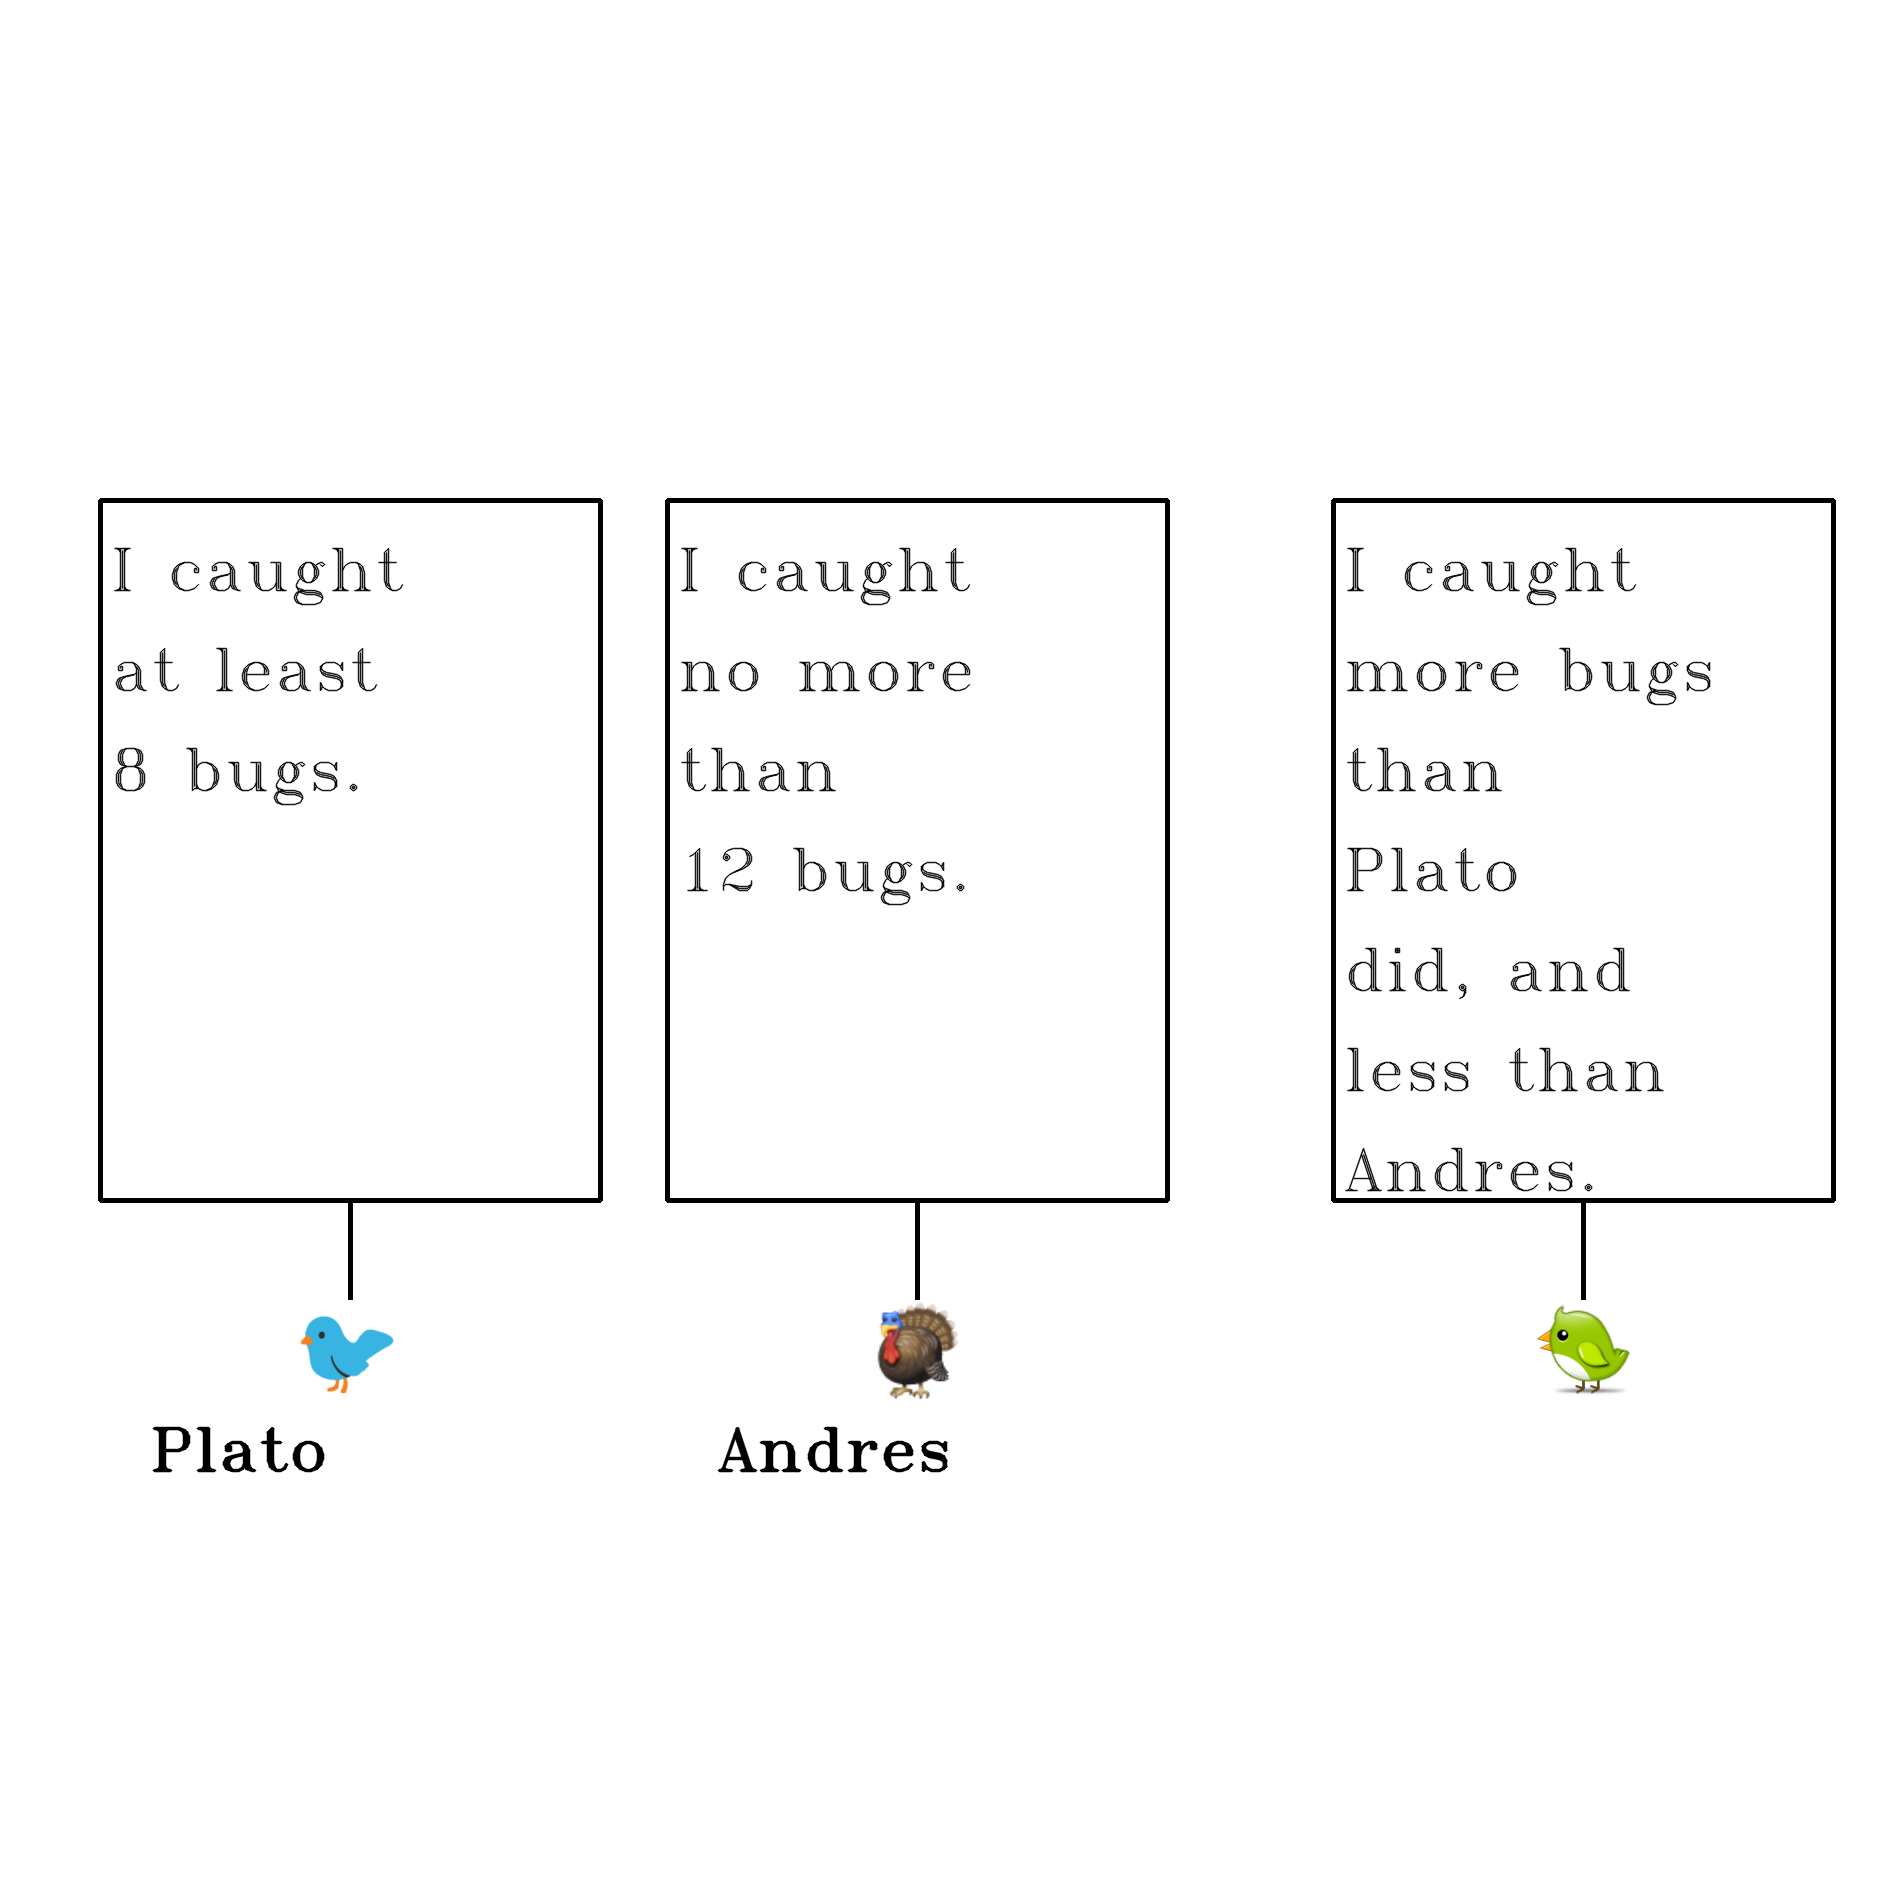 I caught
at least
8 bugs.
I caught
no more
than
12 bugs.
I caught
more bugs
than
Plato
did, and
less than
Andres.
Plato
Andres